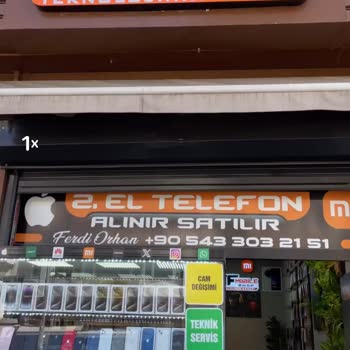 1x
2. EL TELEFON
ALINIR SATILIR
Ferdi Orhan +90 543 303 21 51
CAM
DEĞİŞİMİ
TEKNİK
SERVİS